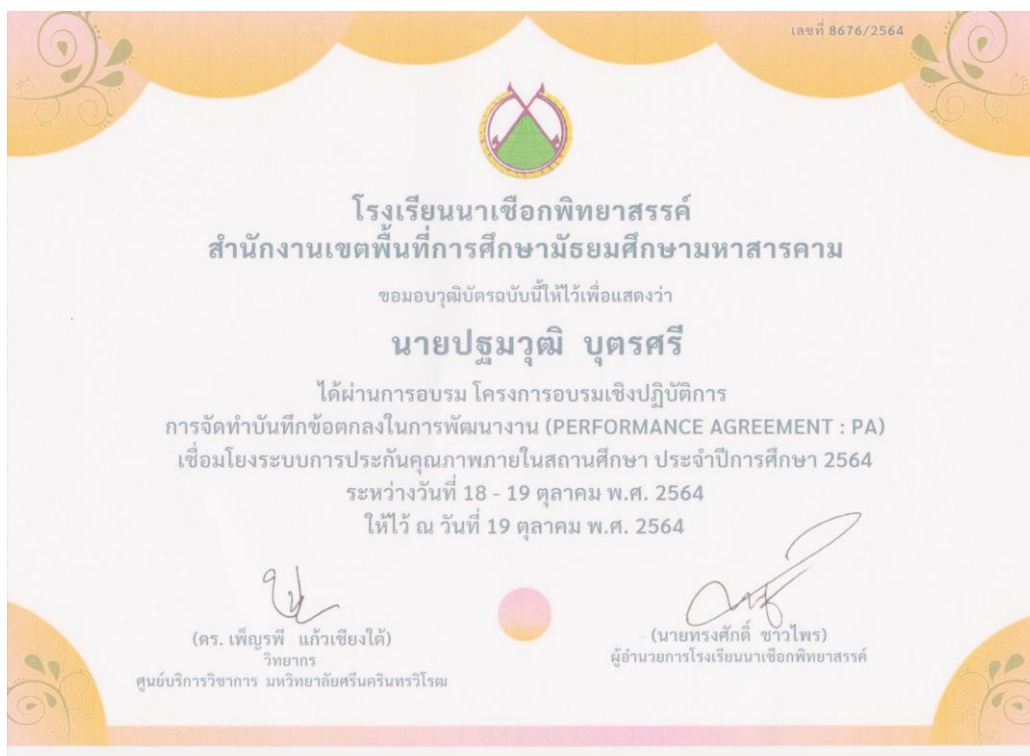 เลขที่ 8676/2564
โรงเรียนนาเชือกพิทยาสรรค์
สำนักงานเขตพื้นที่การศึกษามัธยมศึกษามหาสารคาม
ขอมอบวุฒิบัตรฉบับนี้ให้ไว้เพื่อแสดงว่า
นายปฐมวุฒิ บุตรศรี
ได้ผ่านการอบรม โครงการอบรมเชิงปฏิบัติการ
การจัดทำบันทึกข้อตกลงในการพัฒนางาน (PERFORMANCE AGREEMENT : PA)
เชื่อมโยงระบบการประกันคุณภาพภายในสถานศึกษา ประจำปีการศึกษา 2564
ระหว่างวันที่ 18 - 19 ตุลาคม พ.ศ. 2564
ให้ไว้ ณ วันที่ 19 ตุลาคม พ.ศ. 2564
(ดร. เพ็ญรพี แก้วเชียงใต้)
วิทยากร
ศูนย์บริการวิชาการ มหวิทยาลัยศรีนครินทรวิโรฒ
(นายทรงศักดิ์ ชาวไพร)
ผู้อำนวยการโรงเรียนนาเชือกพิทยาสรรค์